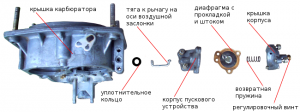 крышка карбюратора
тяга к рычагу на
оси воздушной
заслонки
диафрагма с
прокладкой
и штоком
крышка
корпуса
уплотнительное
кольцо
корпус пускового
устройства
возвратная
пружина
регулировочный винт